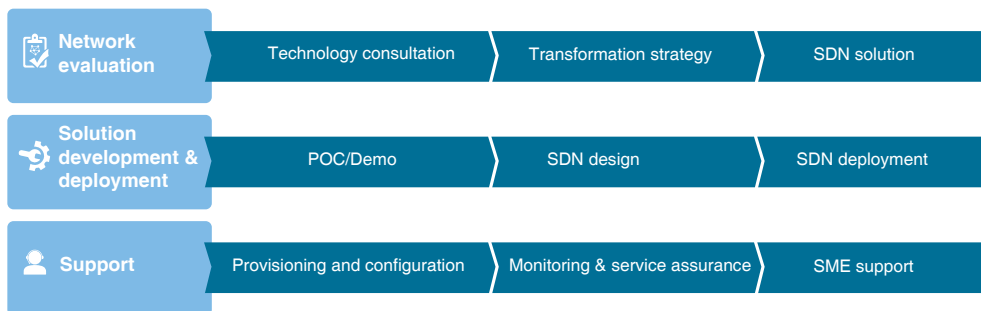 Network
evaluation
Technology consultation
Transformation strategy
SDN solution
Solution
development &
deployment
POC/Demo
SDN design
SDN deployment
Support
Provisioning and configuration
Monitoring & service assurance
SME support